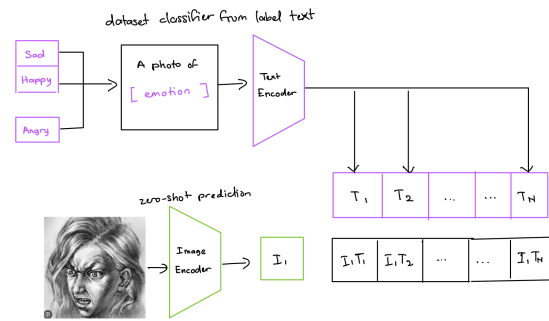 dataset classifier from label text
Sad
Happy
Angry
A photo of
[ emotion ]
Text
Encoder
T1 T2 ... ... TN
zero-shot prediction
Image
Encoder
I1
I1T1 I1T2 ... ... I1TN